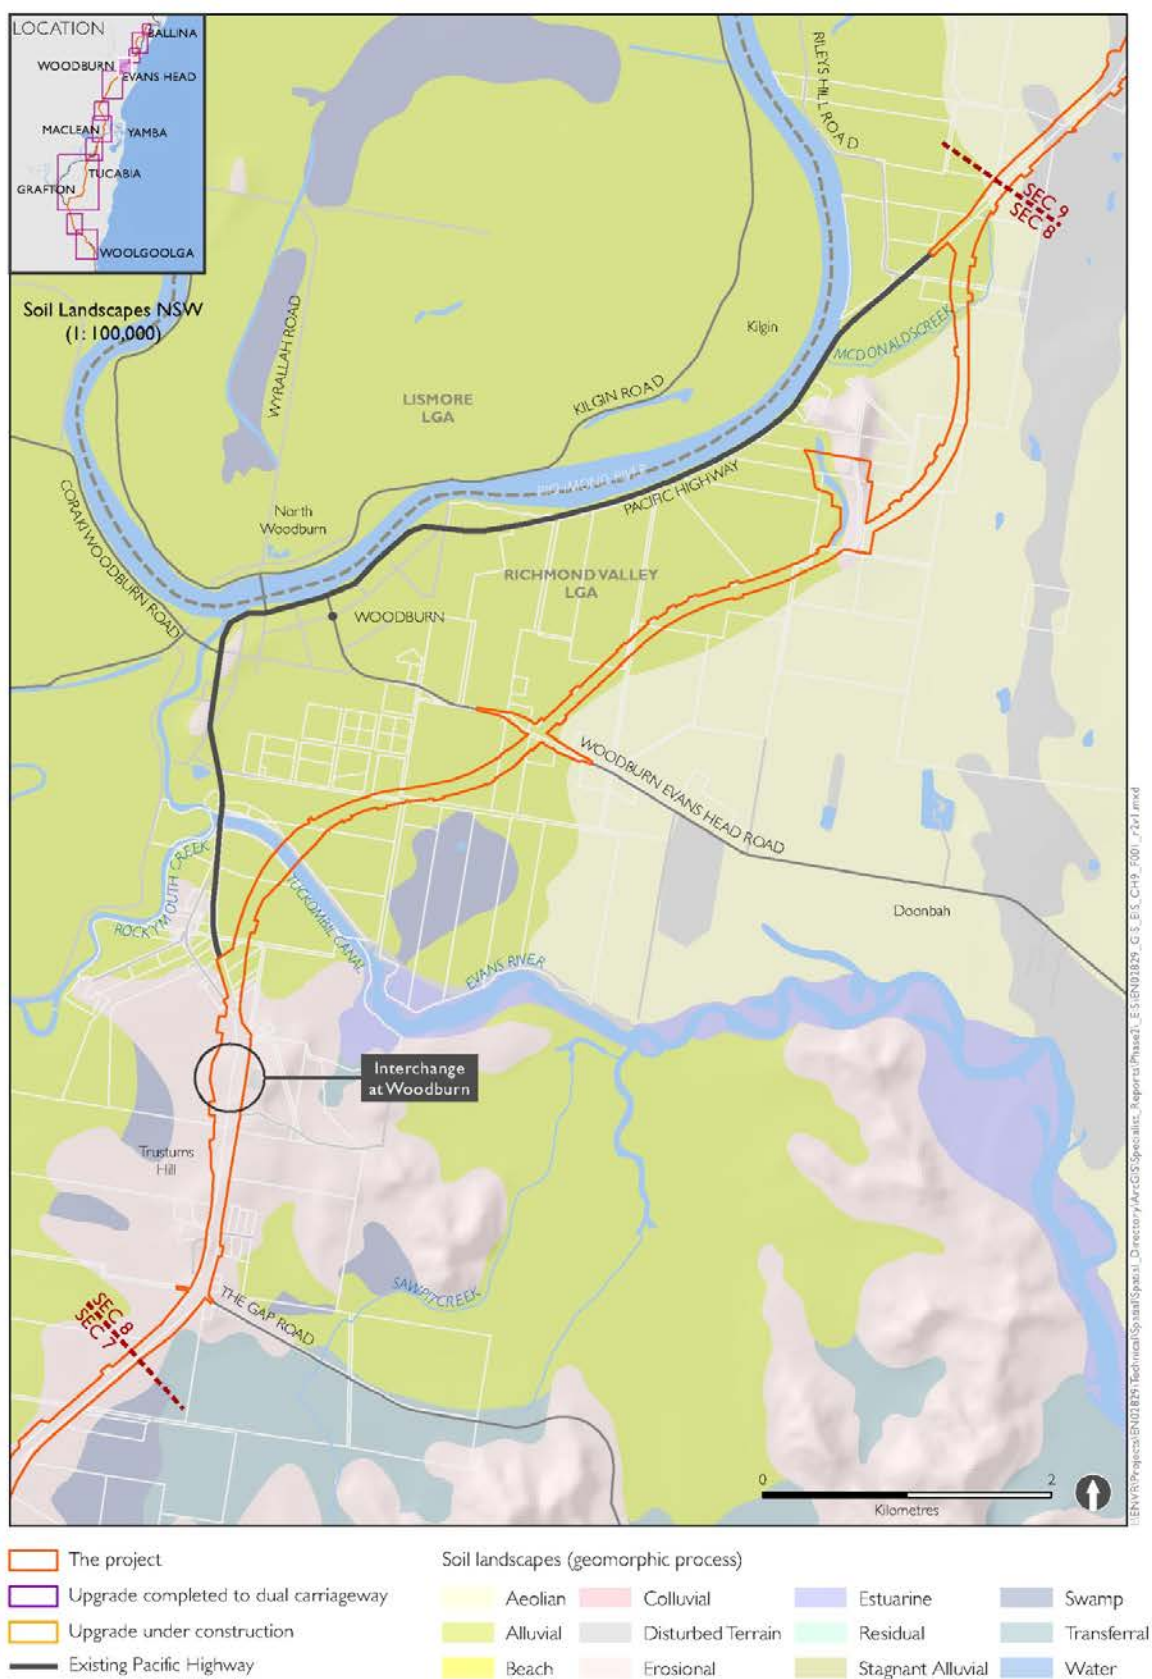 LOCATION
BALLINA
WOODBURN
EVANS HEAD
MACLEAN
YAMBA
TUCABIA
GRAFTON
WOOLGOOLGA
Soil Landscapes NSW
(1: 100,000)
RILEYS HILL ROAD
SEC 9
SEC 8
WYRALLAH ROAD
Kilgin
MCDONALDS CREEK
LISMORE
LGA
KILGIN ROAD
RICHMOND RIVER
PACIFIC HIGHWAY
CORAKI WOODBURN ROAD
North
Woodburn
RICHMOND VALLEY
LGA
WOODBURN
WOODBURN EVANS HEAD ROAD
ROCKY MOUTH CREEK
TUCKOMBIL CANAL
Doonbah
EVANS RIVER
Interchange
at Woodburn
Trustums
Hill
SAWPIT CREEK
THE GAP ROAD
SEC 8
SEC 7
0 2
Kilometres
The project
Upgrade completed to dual carriageway
Upgrade under construction
Existing Pacific Highway
Soil landscapes (geomorphic process)
Aeolian Colluvial Estuarine Swamp
Alluvial Disturbed Terrain Residual Transferral
Beach Erosional Stagnant Alluvial Water